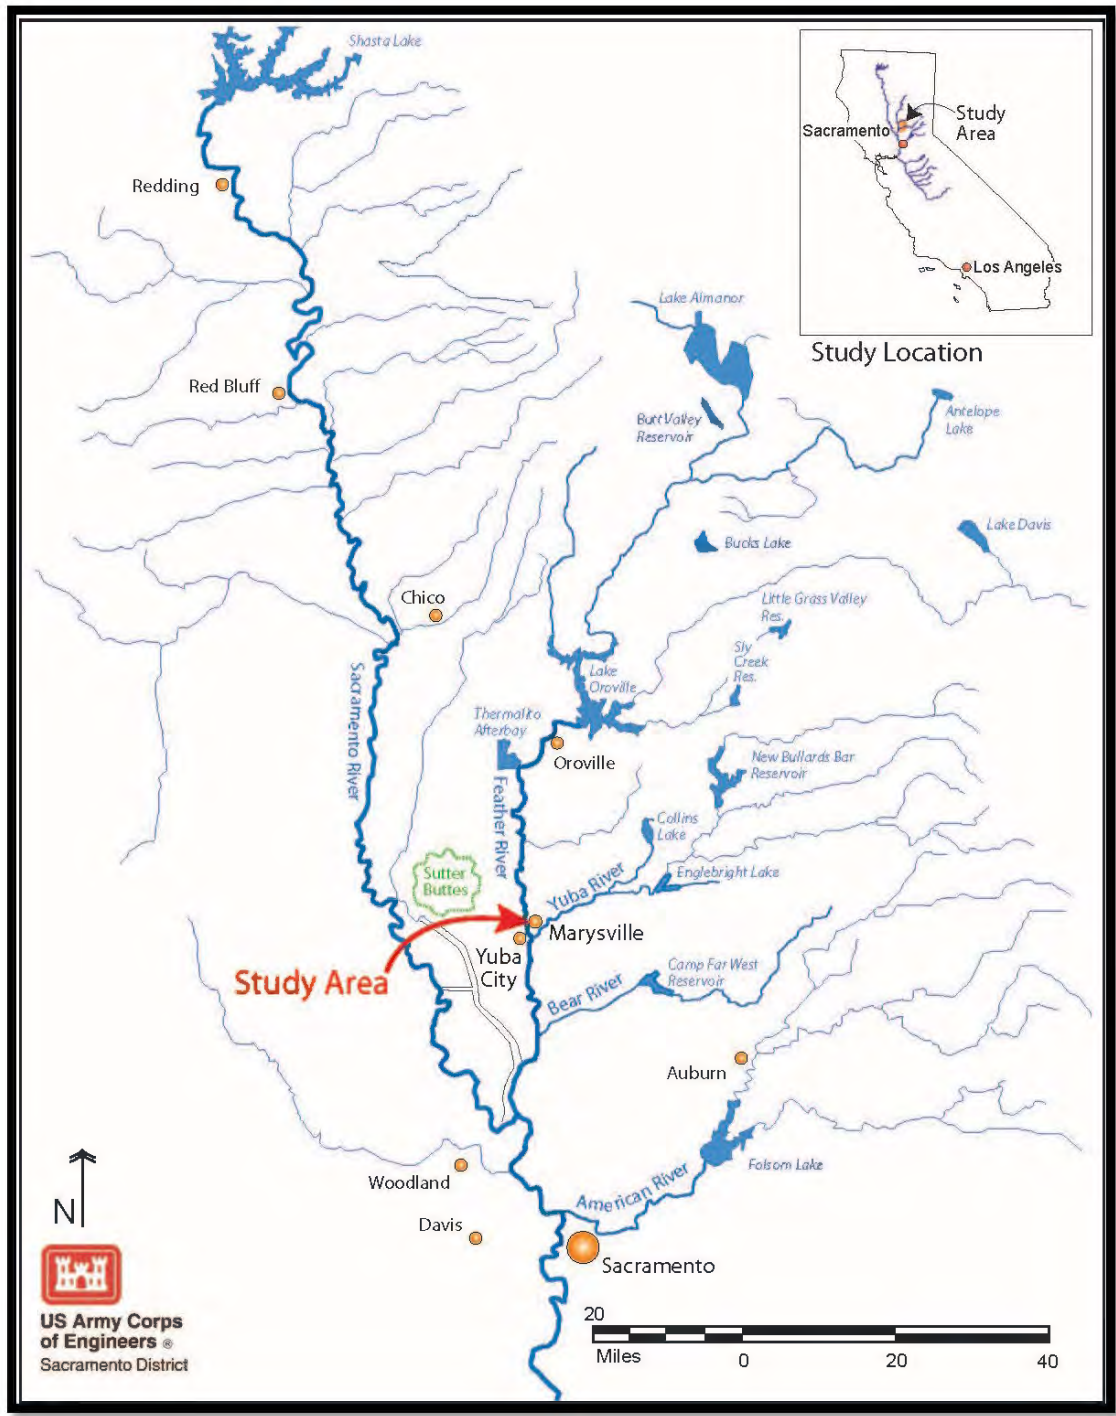 Shasta Lake
Redding
Sacramento
Study
Area
Los Angeles
Study Location
Lake Almanor
Red Bluff
Butt Valley
Reservoir
Antelope
Lake
Lake Davis
Bucks Lake
Chico
Little Grass Valley
Res.
Sly
Creek
Res.
Lake
Oroville
Sacramento River
Thermalito
Afterbay
Oroville
New Bullards Bar
Reservoir
Feather River
Collins
Lake
Sutter
Buttes
Yuba River
Englebright Lake
Marysville
Yuba
City
Study Area
Bear River
Camp Far West
Reservoir
Auburn
Folsom Lake
American River
Woodland
Davis
Sacramento
N
US Army Corps
of Engineers ®
Sacramento District
20
Miles
0 20 40